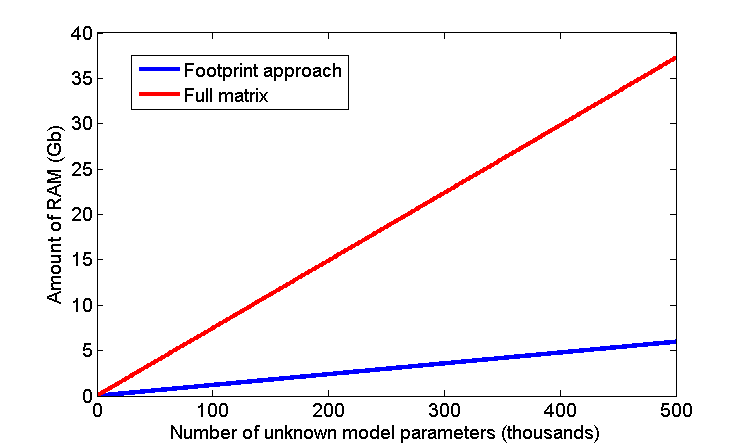 40
35
30
25
20
15
10
5
0
Amount of RAM (Gb)
Footprint approach
Full matrix
0 100 200 300 400 500
Number of unknown model parameters (thousands)